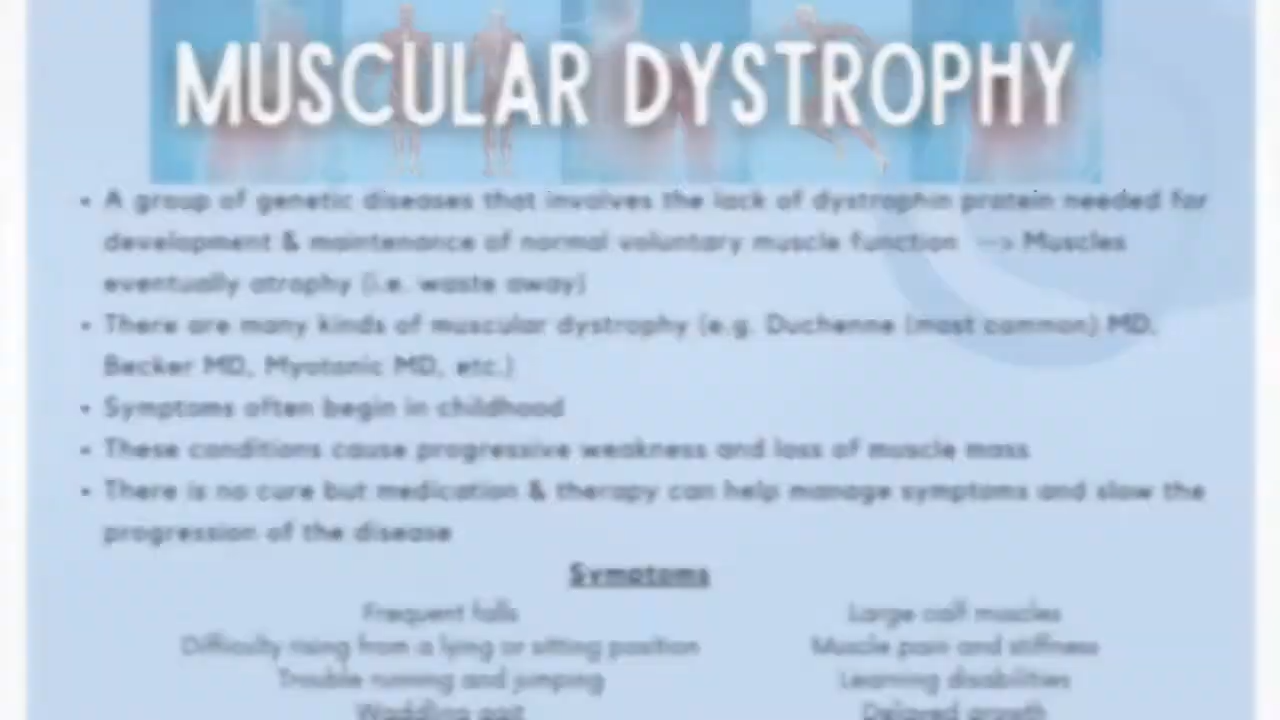 MUSCULAR DYSTROPHY
• A group of genetic diseases that involves the lack of dystrophin protein needed for
development & maintenance of normal voluntary muscle function --> Muscles
eventually atrophy (i.e. waste away)
• There are many kinds of muscular dystrophy (e.g. Duchenne (most common) MD,
Becker MD, Myotonic MD, etc.)
• Symptoms often begin in childhood
• These conditions cause progressive weakness and loss of muscle mass
• There is no cure but medication & therapy can help manage symptoms and slow the
progression of the disease
Symptoms
Frequent falls
Difficulty rising from a lying or sitting position
Trouble running and jumping
Waddling gait
Large calf muscles
Muscle pain and stiffness
Learning disabilities
Delayed growth